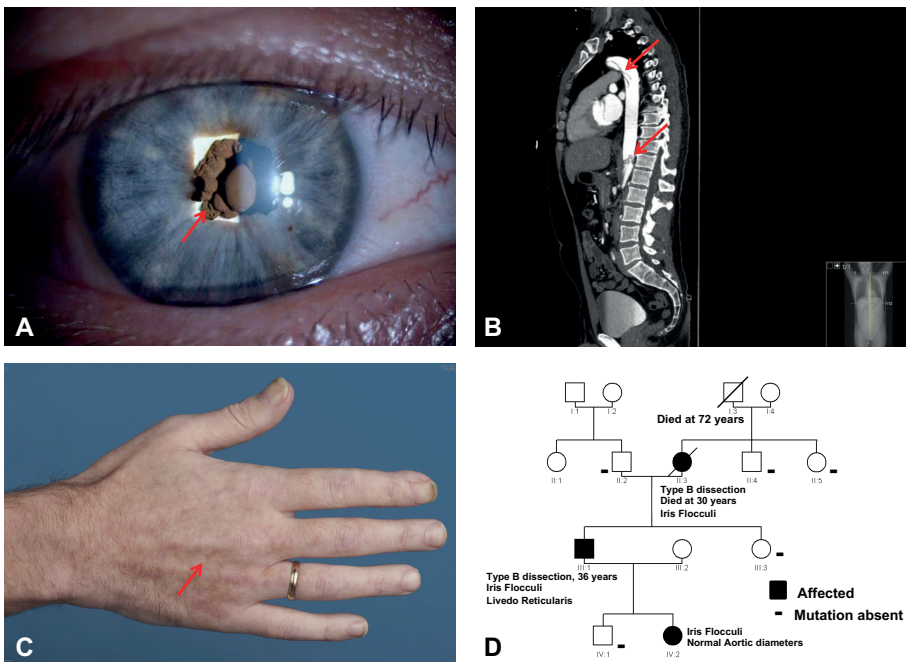 A
B
C
D
I:1
I:2
I:3
I:4
Died at 72 years
II:1
II:2
II:3
II:4
II:5
Type B dissection
Died at 30 years
Iris Flocculi
III:1
III:2
III:3
Type B dissection, 36 years
Iris Flocculi
Livedo Reticularis
Affected
Mutation absent
IV:1
IV:2
Iris Flocculi
Normal Aortic diameters